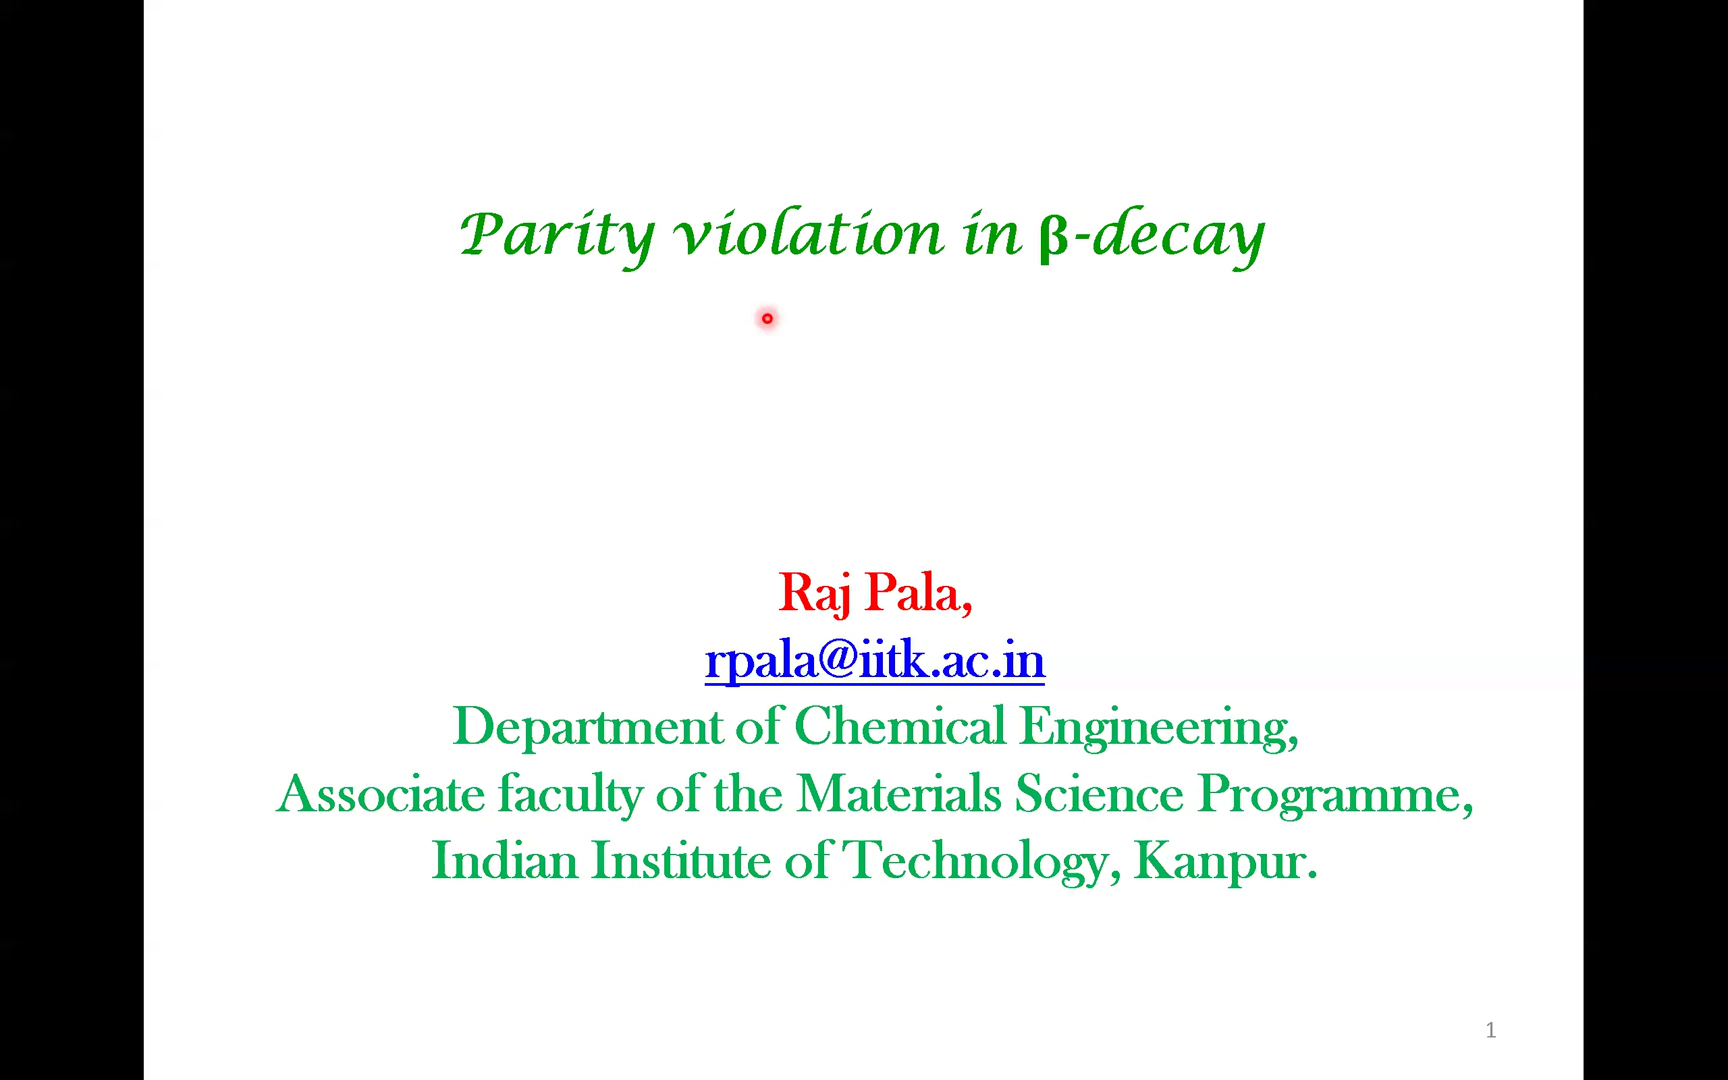 Parity violation in β-decay
Raj Pala,
rpala@iitk.ac.in
Department of Chemical Engineering,
Associate faculty of the Materials Science Programme,
Indian Institute of Technology, Kanpur.
1